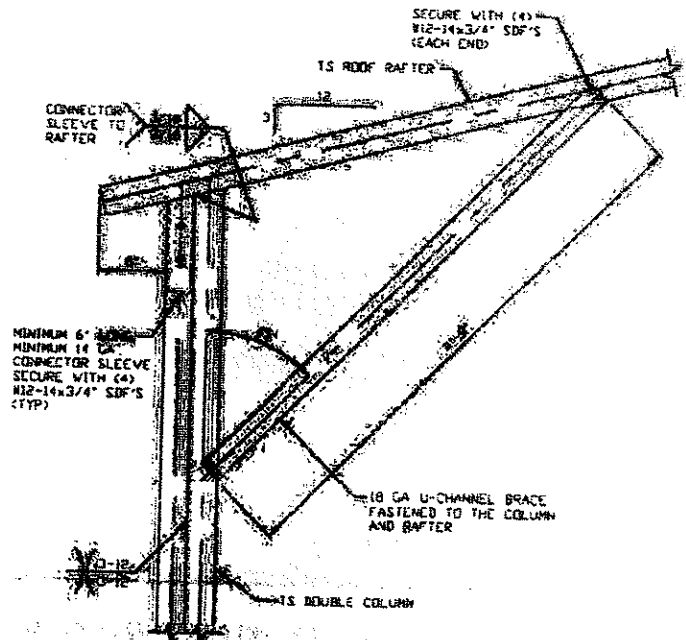 SECURE WITH (4)
#12-14x3/4" SDF'S
(EACH END)
TS ROOF RAFTER
12
3
CONNECTOR
SLEEVE TO
RAFTER
MINIMUM 6"
MINIMUM 14 GA
CONNECTOR SLEEVE
SECURE WITH (4)
#12-14x3/4" SDF'S
(TYP)
18 GA U-CHANNEL BRACE
FASTENED TO THE COLUMN
AND RAFTER
TS DOUBLE COLUMN